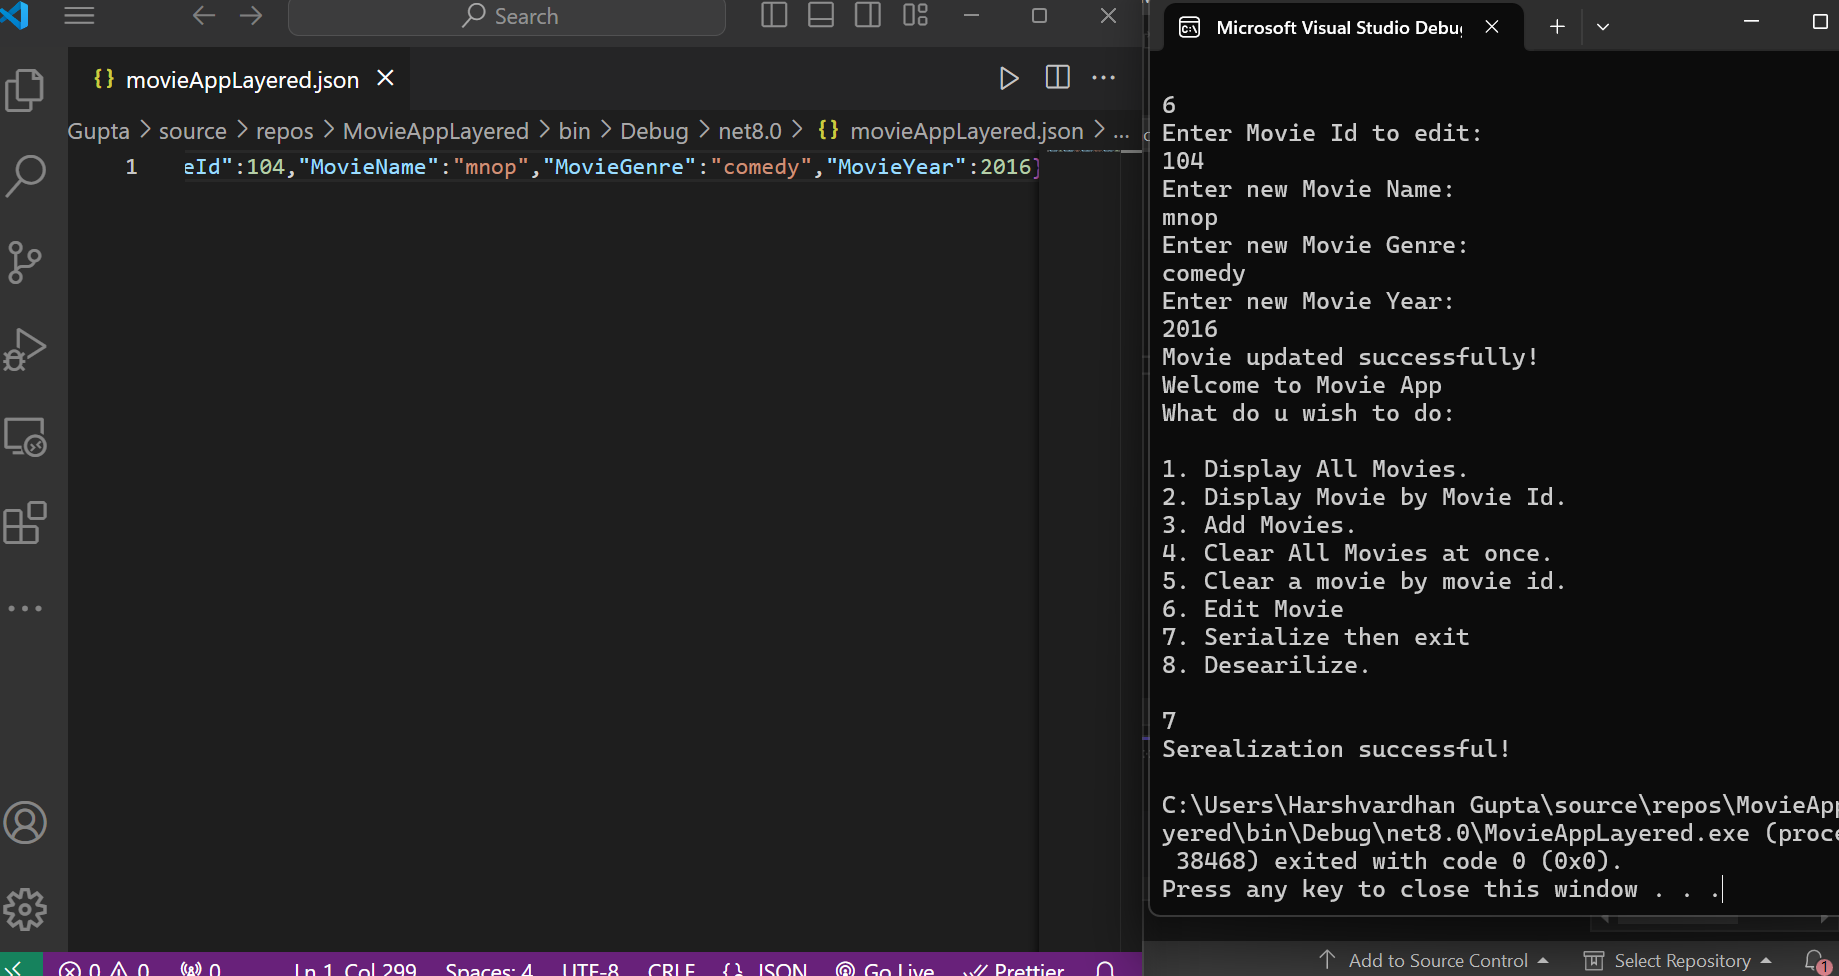 Search
movieAppLayered.json
Gupta > source > repos > MovieAppLayered > bin > Debug > net8.0 > {} movieAppLayered.json > ...
1 eId":104,"MovieName":"mnop","MovieGenre":"comedy","MovieYear":2016}
0 0 0 Ln 1, Col 299 Spaces: 4 UTF-8 CRLF {} JSON Go Live Prettier
Microsoft Visual Studio Debug
6
Enter Movie Id to edit:
104
Enter new Movie Name:
mnop
Enter new Movie Genre:
comedy
Enter new Movie Year:
2016
Movie updated successfully!
Welcome to Movie App
What do u wish to do:
1. Display All Movies.
2. Display Movie by Movie Id.
3. Add Movies.
4. Clear All Movies at once.
5. Clear a movie by movie id.
6. Edit Movie
7. Serialize then exit
8. Desearilize.
7
Serealization successful!
C:\Users\Harshvardhan Gupta\source\repos\MovieApp
yered\bin\Debug\net8.0\MovieAppLayered.exe (proce
38468) exited with code 0 (0x0).
Press any key to close this window . . .
Add to Source Control Select Repository 1